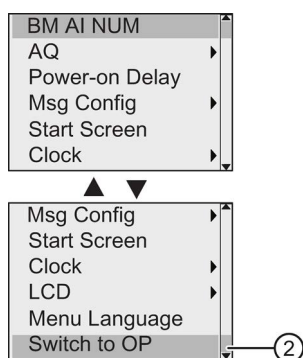 BM AI NUM
AQ
Power-on Delay
Msg Config
Start Screen
Clock
Msg Config
Start Screen
Clock
LCD
Menu Language
Switch to OP
2